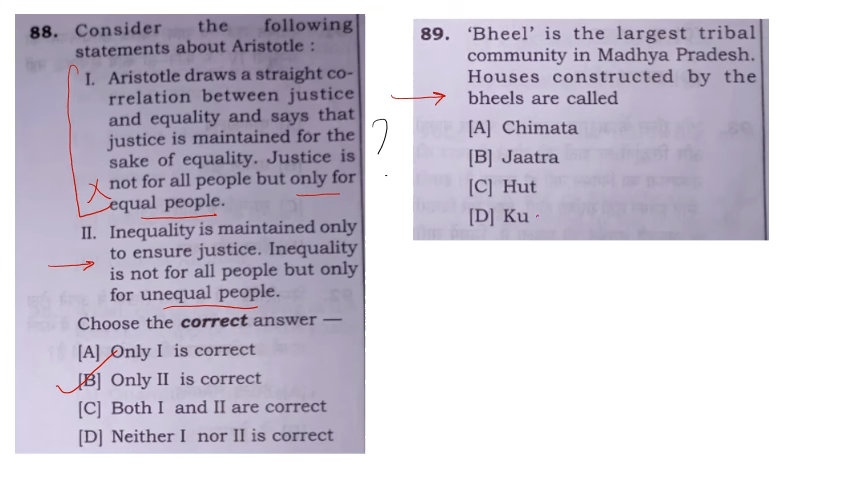 88. Consider the following
statements about Aristotle :
I. Aristotle draws a straight co-
rrelation between justice
and equality and says that
justice is maintained for the
sake of equality. Justice is
not for all people but only for
equal people.
II. Inequality is maintained only
to ensure justice. Inequality
is not for all people but only
for unequal people.
Choose the correct answer —
[A] Only I is correct
[B] Only II is correct
[C] Both I and II are correct
[D] Neither I nor II is correct
?
89. ‘Bheel’ is the largest tribal
community in Madhya Pradesh.
Houses constructed by the
bheels are called
[A] Chimata
[B] Jaatra
[C] Hut
[D] Ku